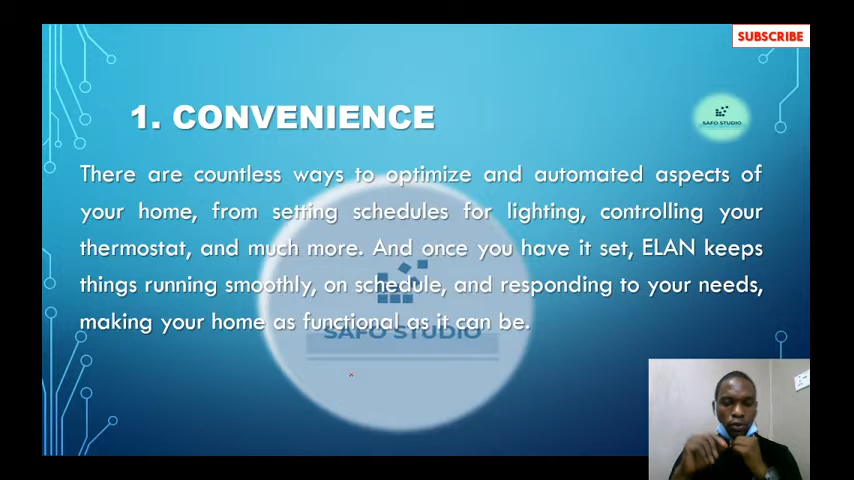 SUBSCRIBE
1. CONVENIENCE
SAFO STUDIO
There are countless ways to optimize and automated aspects of
your home, from setting schedules for lighting, controlling your
thermostat, and much more. And once you have it set, ELAN keeps
things running smoothly, on schedule, and responding to your needs,
making your home as functional as it can be.
SAFO STUDIO